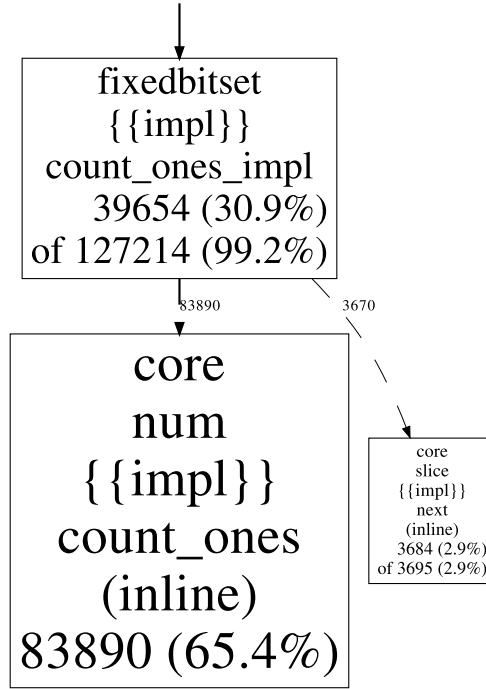 fixedbitset
{{impl}}
count_ones_impl
39654 (30.9%)
of 127214 (99.2%)
83890
3670
core
num
{{impl}}
count_ones
(inline)
83890 (65.4%)
core
slice
{{impl}}
next
(inline)
3684 (2.9%)
of 3695 (2.9%)